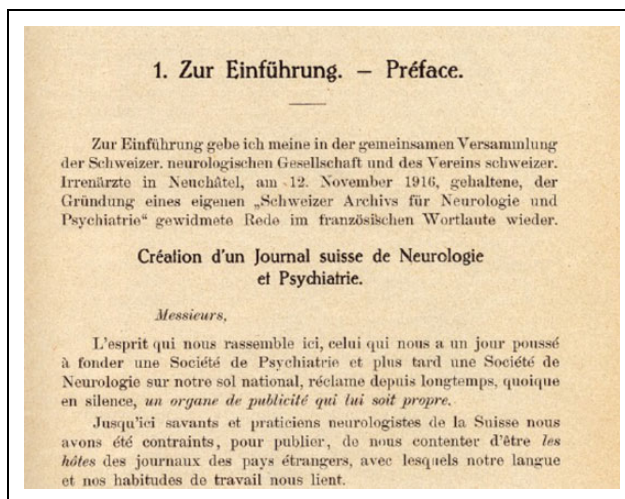 1. Zur Einführung. — Préface.
Zur Einführung gebe ich meine in der gemeinsamen Versammlung
der Schweizer. neurologischen Gesellschaft und des Vereins schweizer.
Irrenärzte in Neuchâtel, am 12. November 1916, gehaltene, der
Gründung eines eigenen „Schweizer Archivs für Neurologie und
Psychiatrie“ gewidmete Rede im französischen Wortlaute wieder.
Création d'un Journal suisse de Neurologie
et Psychiatrie.
Messieurs,
L'esprit qui nous rassemble ici, celui qui nous a un jour poussé
à fonder une Société de Psychiatrie et plus tard une Société de
Neurologie sur notre sol national, réclame depuis longtemps, quoique
en silence, un organe de publicité qui lui soit propre.
Jusqu'ici savants et praticiens neurologistes de la Suisse nous
avons été contraints, pour publier, de nous contenter d'être les
hôtes des journaux des pays étrangers, avec lesquels notre langue
et nos habitudes de travail nous lient.